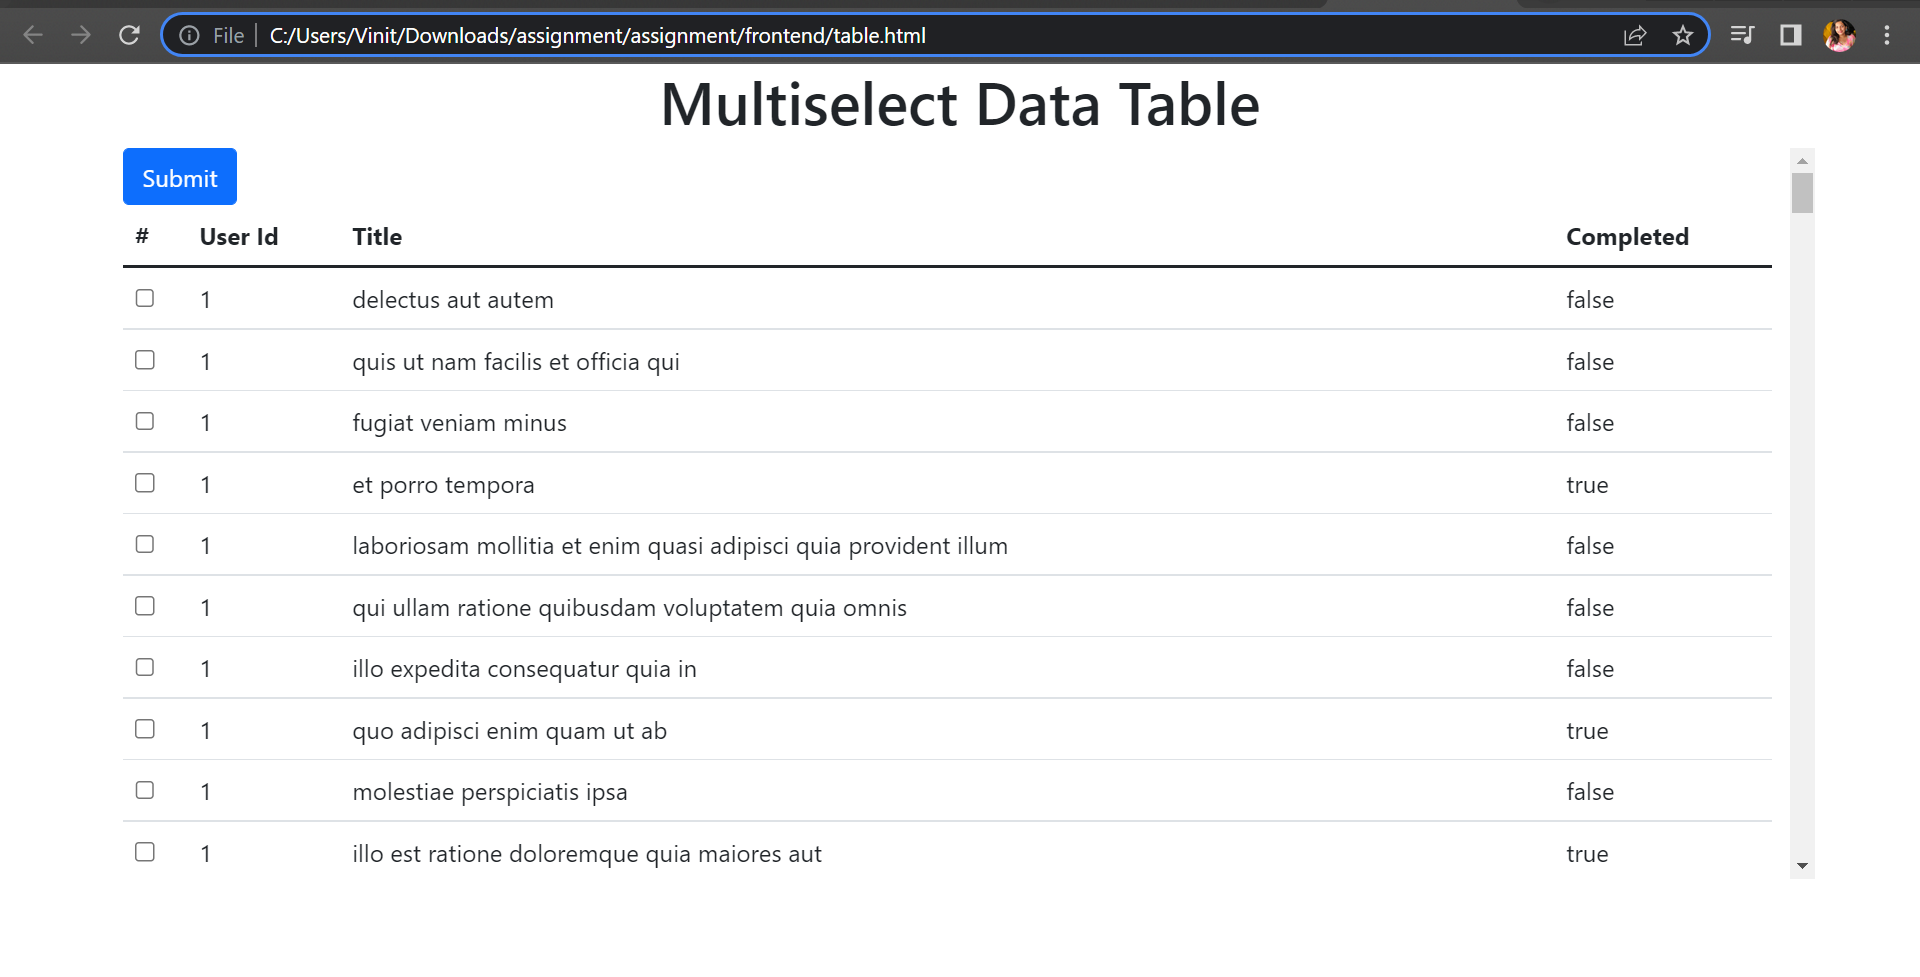 File C:/Users/Vinit/Downloads/assignment/assignment/frontend/table.html
Multiselect Data Table
Submit
# User Id Title Completed
1 delectus aut autem false
1 quis ut nam facilis et officia qui false
1 fugiat veniam minus false
1 et porro tempora true
1 laboriosam mollitia et enim quasi adipisci quia provident illum false
1 qui ullam ratione quibusdam voluptatem quia omnis false
1 illo expedita consequatur quia in false
1 quo adipisci enim quam ut ab true
1 molestiae perspiciatis ipsa false
1 illo est ratione doloremque quia maiores aut true